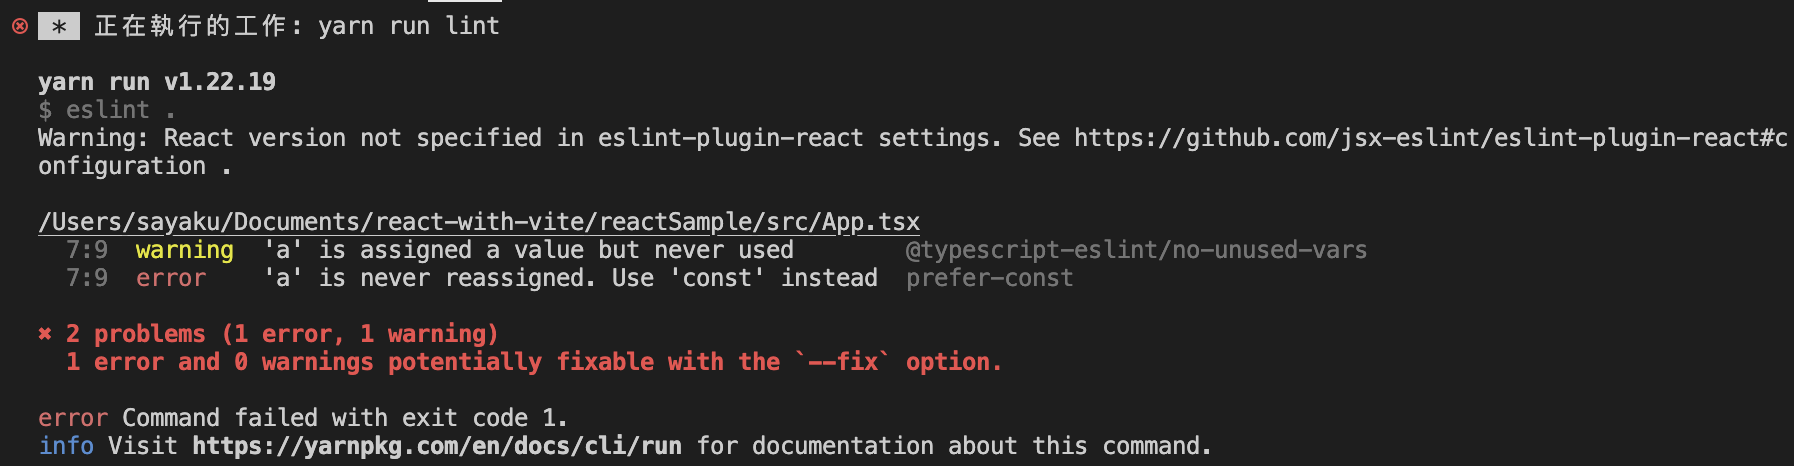 * 正在執行的工作: yarn run lint
yarn run v1.22.19
$ eslint .
Warning: React version not specified in eslint-plugin-react settings. See https://github.com/jsx-eslint/eslint-plugin-react#c
onfiguration .
/Users/sayaku/Documents/react-with-vite/reactSample/src/App.tsx
7:9 warning 'a' is assigned a value but never used @typescript-eslint/no-unused-vars
7:9 error 'a' is never reassigned. Use 'const' instead prefer-const
✖ 2 problems (1 error, 1 warning)
1 error and 0 warnings potentially fixable with the `--fix` option.
error Command failed with exit code 1.
info Visit https://yarnpkg.com/en/docs/cli/run for documentation about this command.